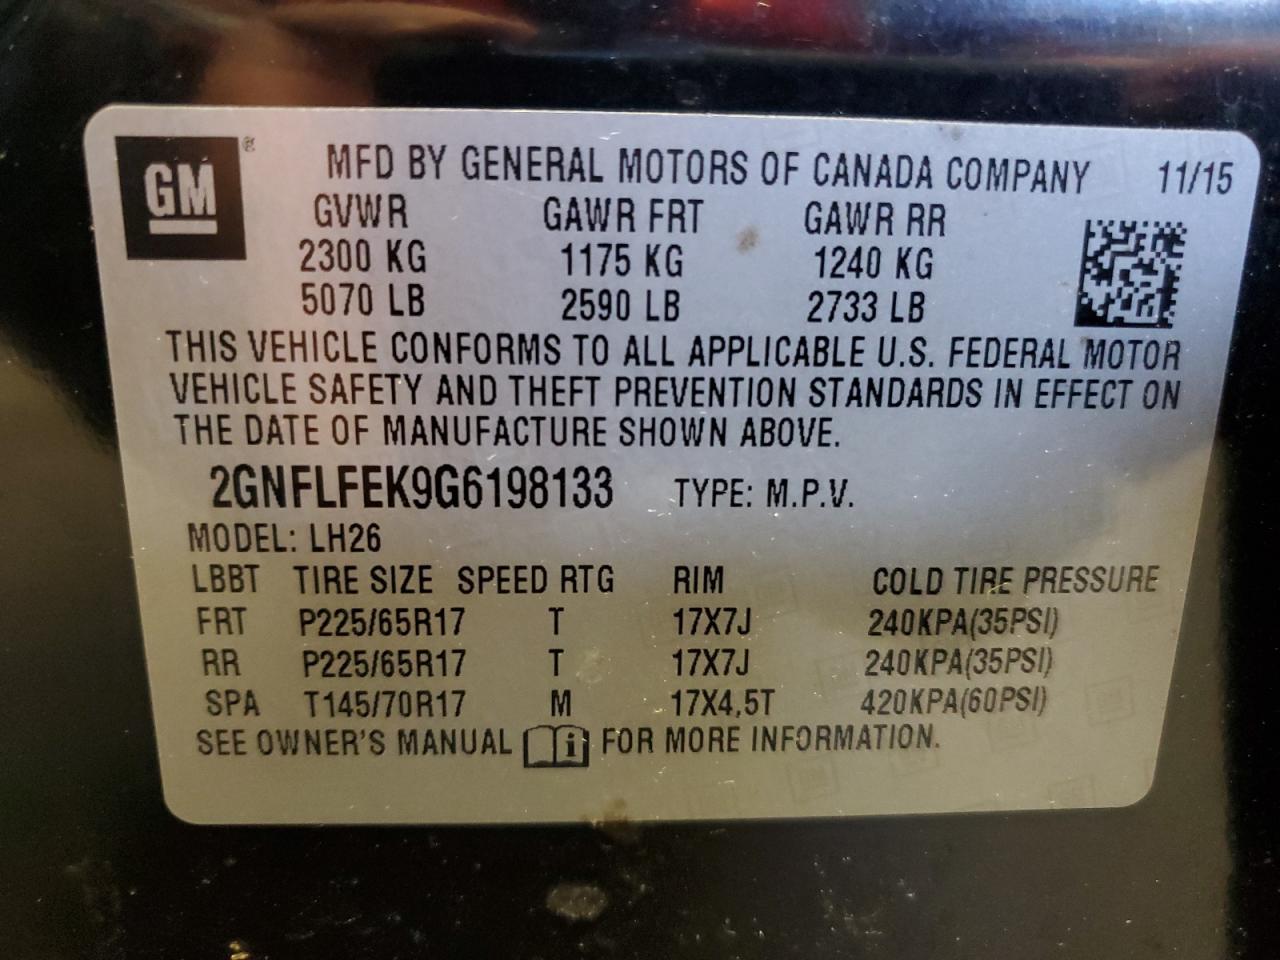 GM ® MFD BY GENERAL MOTORS OF CANADA COMPANY 11/15
GVWR GAWR FRT GAWR RR
2300 KG 1175 KG 1240 KG
5070 LB 2590 LB 2733 LB
THIS VEHICLE CONFORMS TO ALL APPLICABLE U.S. FEDERAL MOTOR
VEHICLE SAFETY AND THEFT PREVENTION STANDARDS IN EFFECT ON
THE DATE OF MANUFACTURE SHOWN ABOVE.
2GNFLFEK9G6198133 TYPE: M.P.V.
MODEL: LH26
LBBT TIRE SIZE SPEED RTG RIM COLD TIRE PRESSURE
FRT P225/65R17 T 17X7J 240KPA(35PSI)
RR P225/65R17 T 17X7J 240KPA(35PSI)
SPA T145/70R17 M 17X4,5T 420KPA(60PSI)
SEE OWNER'S MANUAL i FOR MORE INFORMATION.